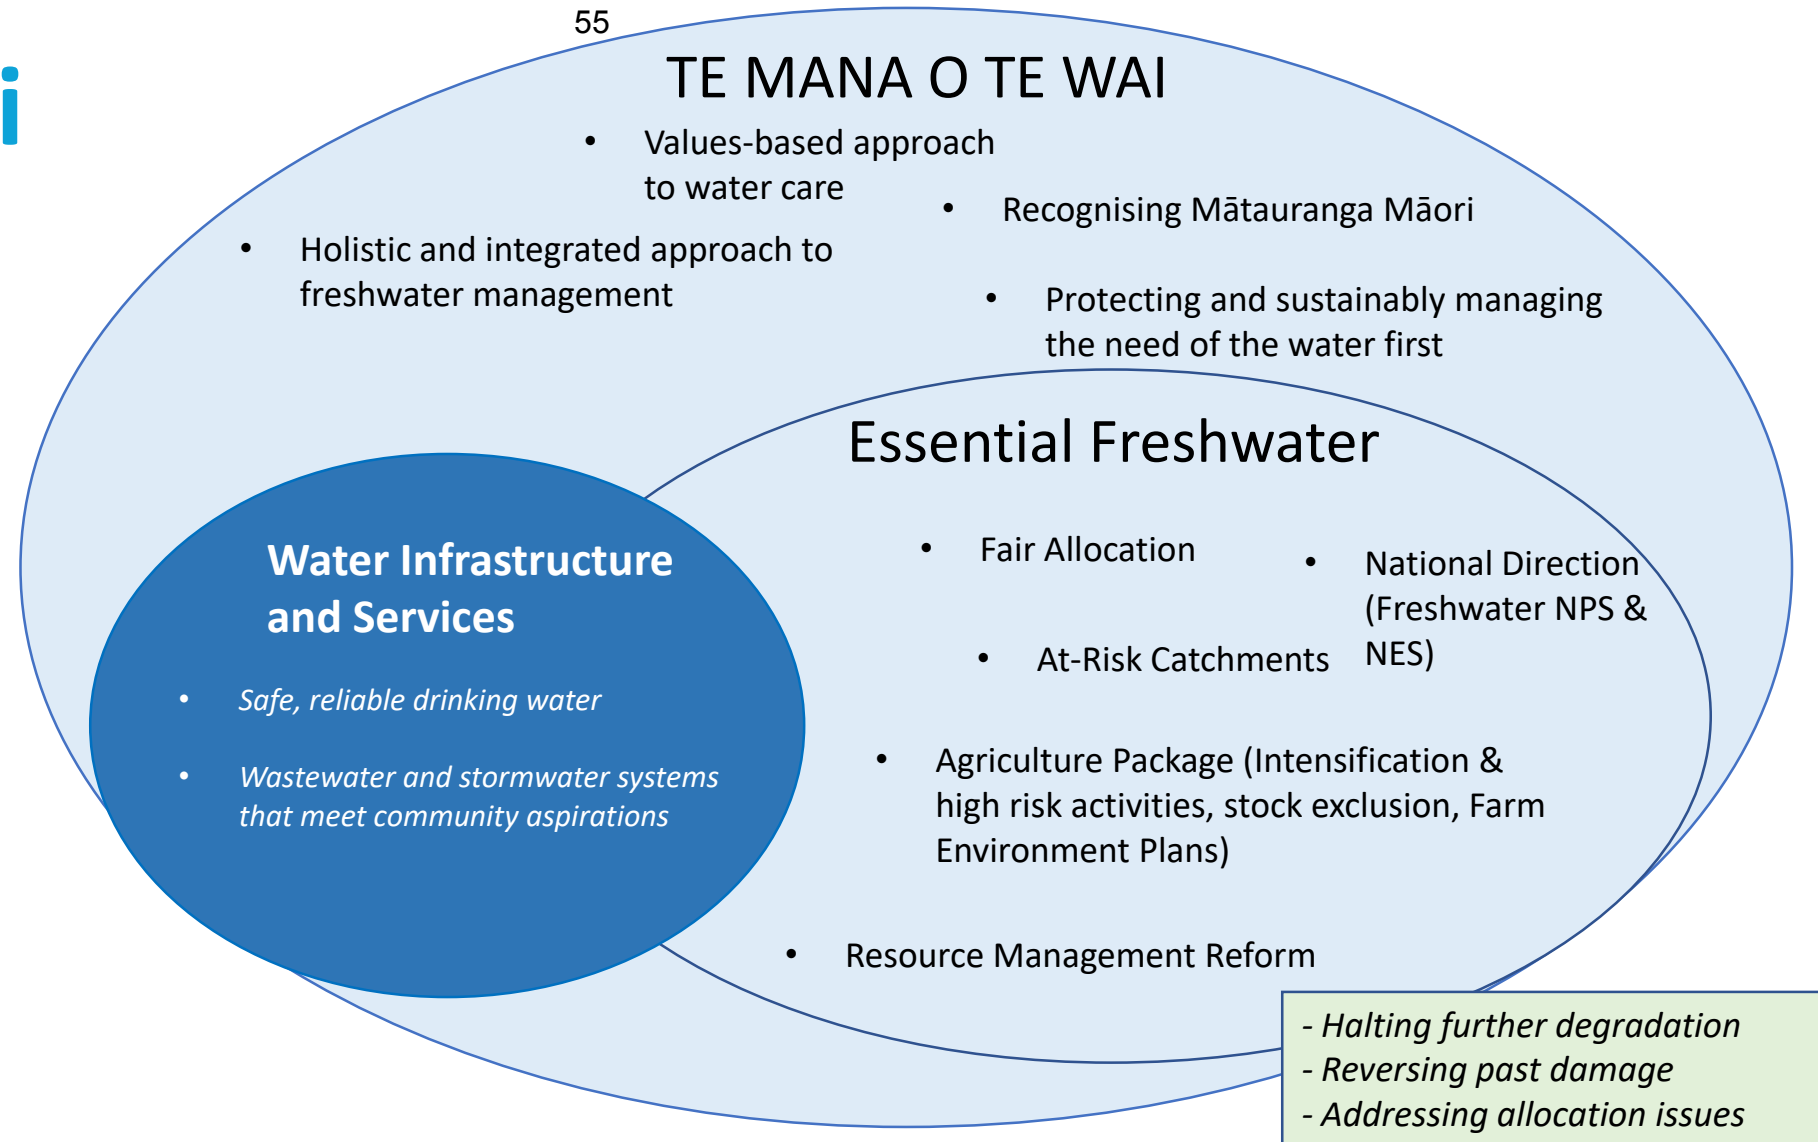 55
i
TE MANA O TE WAI
• Values-based approach
to water care
• Recognising Mātauranga Māori
• Holistic and integrated approach to
freshwater management
• Protecting and sustainably managing
the need of the water first
Essential Freshwater
• Fair Allocation
• National Direction
(Freshwater NPS &
NES)
• At-Risk Catchments
• Agriculture Package (Intensification &
high risk activities, stock exclusion, Farm
Environment Plans)
• Resource Management Reform
Water Infrastructure
and Services
• Safe, reliable drinking water
• Wastewater and stormwater systems
that meet community aspirations
- Halting further degradation
- Reversing past damage
- Addressing allocation issues